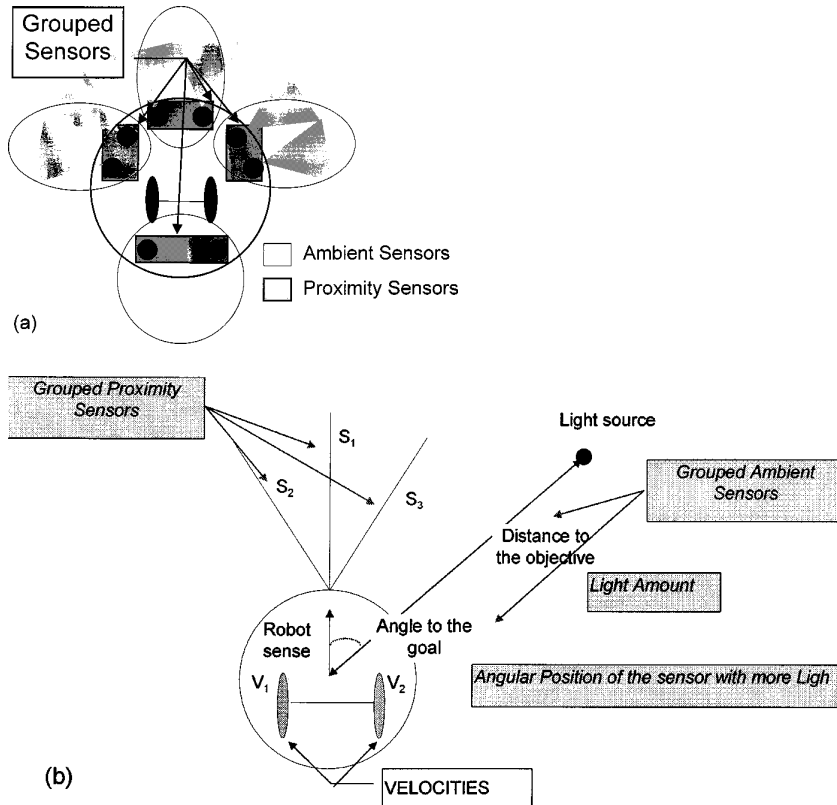 Grouped
Sensors
Ambient Sensors
Proximity Sensors
(a)
Grouped Proximity
Sensors
S1
S2
S3
Light source
Grouped Ambient
Sensors
Distance to
the objective
Light Amount
Robot
sense
Angle to the
goal
V1
V2
Angular Position of the sensor with more Ligh
(b)
VELOCITIES